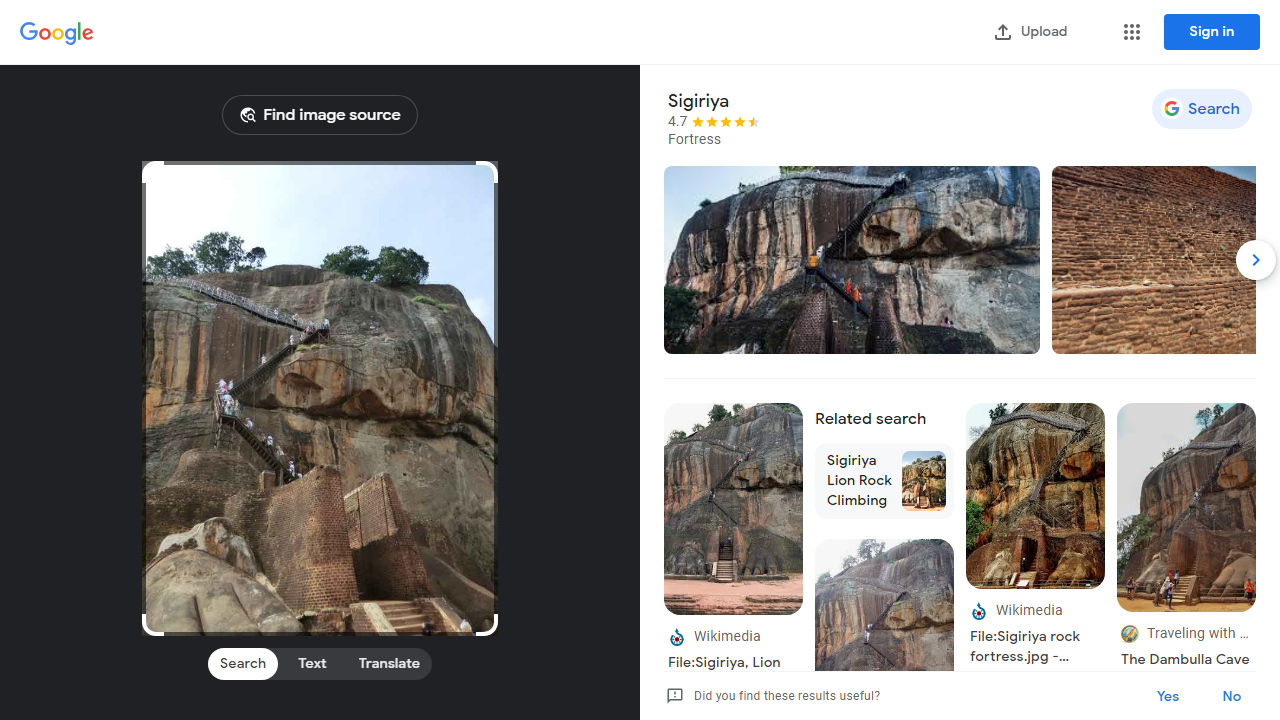 Google
Upload
Sign in
Find image source
Search
Text
Translate
Sigiriya
4.7
Fortress
Search
Related search
Sigiriya
Lion Rock
Climbing
Wikimedia
File:Sigiriya, Lion
Wikimedia
File:Sigiriya rock
fortress.jpg -...
Traveling with ...
The Dambulla Cave
Did you find these results useful?
Yes
No